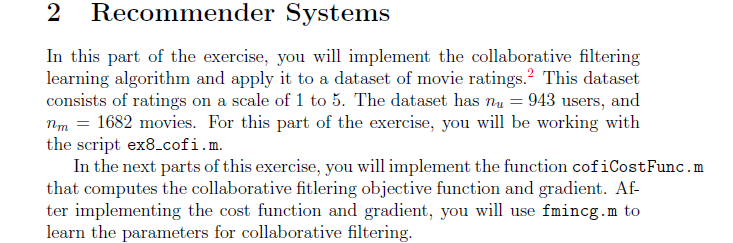 2 Recommender Systems
In this part of the exercise, you will implement the collaborative filtering
learning algorithm and apply it to a dataset of movie ratings.2 This dataset
consists of ratings on a scale of 1 to 5. The dataset has nu = 943 users, and
nm = 1682 movies. For this part of the exercise, you will be working with
the script ex8_cofi.m.
In the next parts of this exercise, you will implement the function cofiCostFunc.m
that computes the collaborative fitlering objective function and gradient. Af-
ter implementing the cost function and gradient, you will use fmincg.m to
learn the parameters for collaborative filtering.